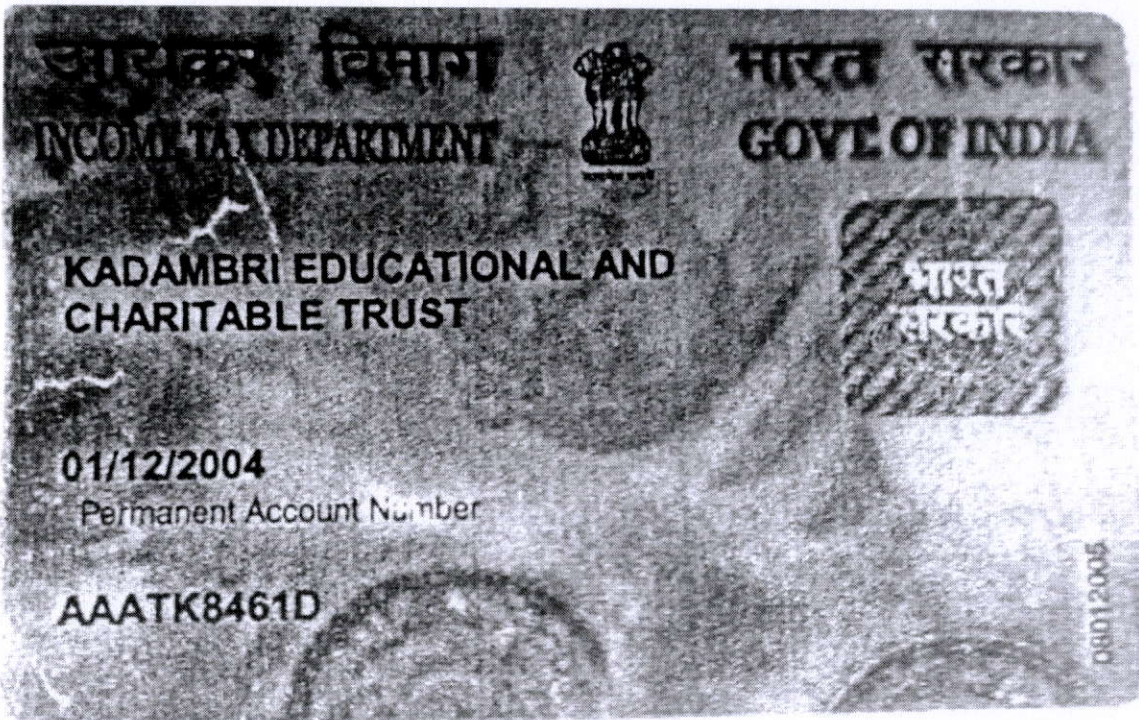 आयकर विभाग
भारत सरकार
INCOME TAX DEPARTMENT
GOVT. OF INDIA
KADAMBRI EDUCATIONAL AND
CHARITABLE TRUST
भारत
सरकार
01/12/2004
Permanent Account Number
AAATK8461D